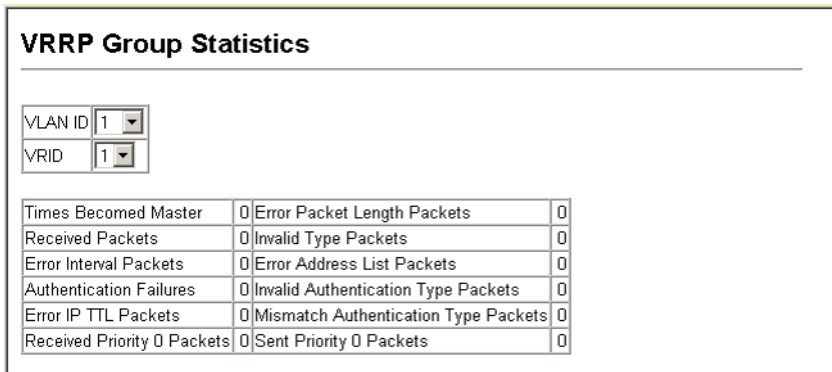 VRRP Group Statistics
VLAN ID 1
VRID 1
Times Becomed Master 0 Error Packet Length Packets 0
Received Packets 0 Invalid Type Packets 0
Error Interval Packets 0 Error Address List Packets 0
Authentication Failures 0 Invalid Authentication Type Packets 0
Error IP TTL Packets 0 Mismatch Authentication Type Packets 0
Received Priority 0 Packets 0 Sent Priority 0 Packets 0